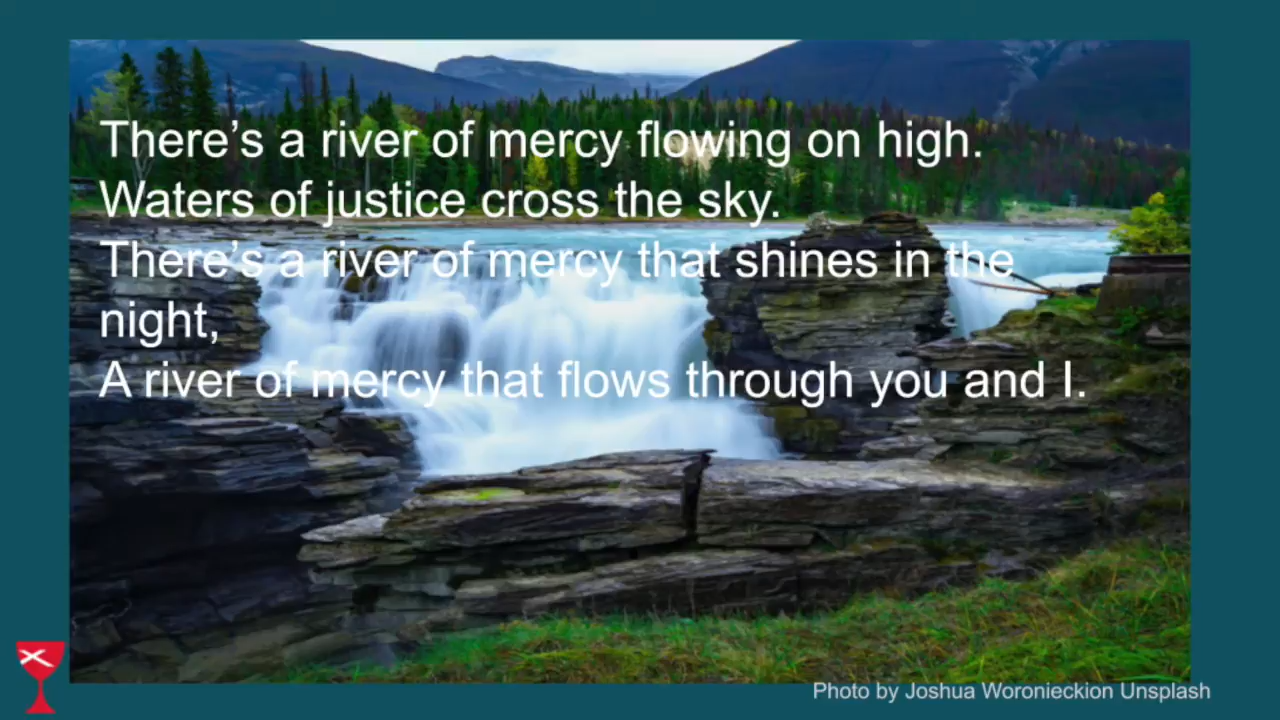 There’s a river of mercy flowing on high.
Waters of justice cross the sky.
There’s a river of mercy that shines in the
night,
A river of mercy that flows through you and I.
Photo by Joshua Woronieckion Unsplash